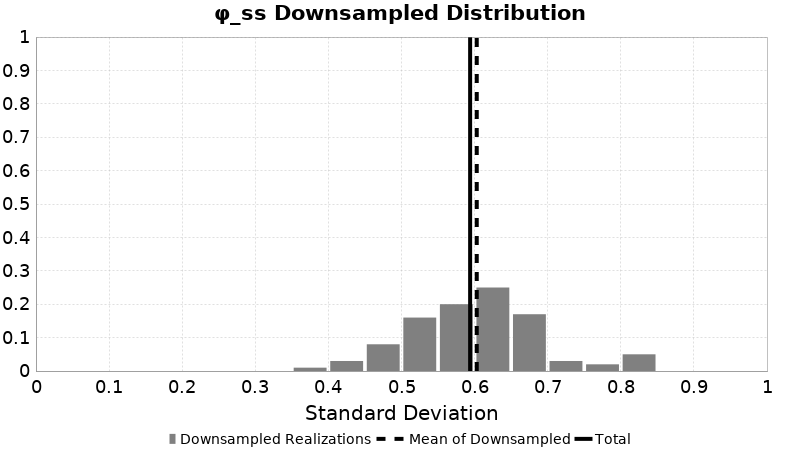 φ_ss Downsampled Distribution
1
0.9
0.8
0.7
0.6
0.5
0.4
0.3
0.2
0.1
0
0 0.1 0.2 0.3 0.4 0.5 0.6 0.7 0.8 0.9 1
Standard Deviation
Downsampled Realizations Mean of Downsampled Total